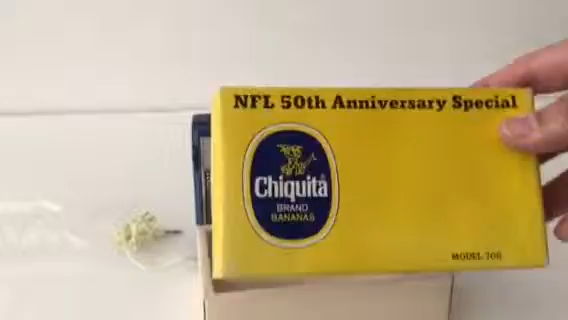 NFL 50th Anniversary Special
Chiquita
BRAND
BANANAS
MODEL 708